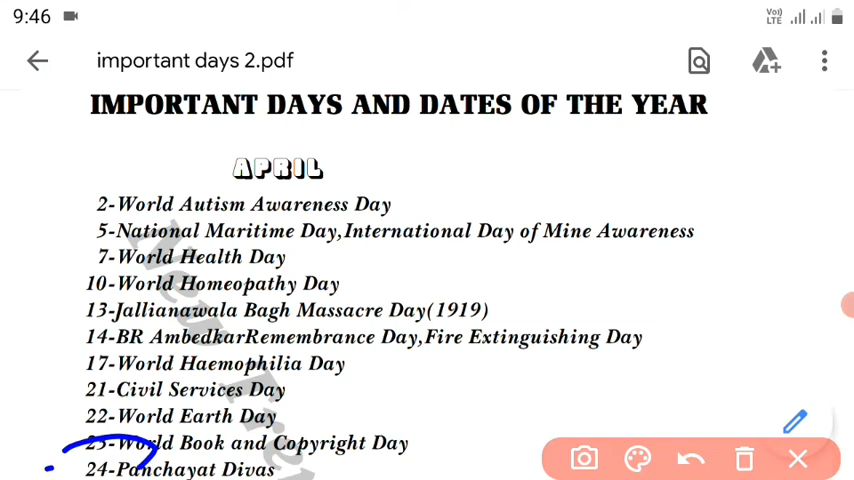 9:46
Vo)) LTE
important days 2.pdf
IMPORTANT DAYS AND DATES OF THE YEAR
APRIL
2-World Autism Awareness Day
5-National Maritime Day,International Day of Mine Awareness
7-World Health Day
10-World Homeopathy Day
13-Jallianawala Bagh Massacre Day(1919)
14-BR AmbedkarRemembrance Day,Fire Extinguishing Day
17-World Haemophilia Day
21-Civil Services Day
22-World Earth Day
23-World Book and Copyright Day
24-Panchayat Divas